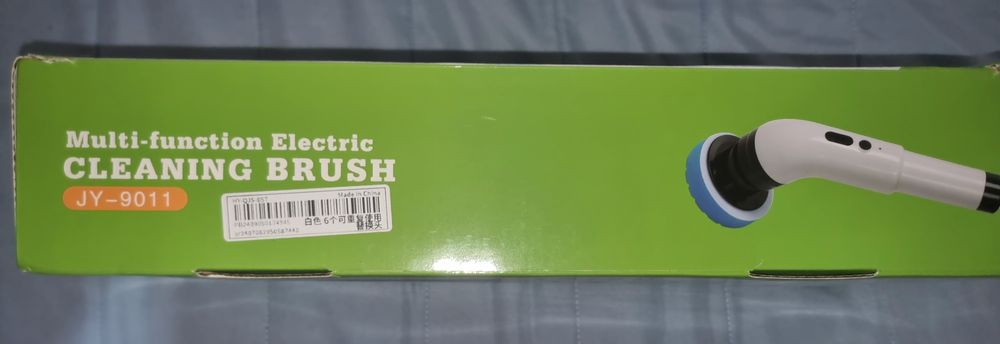 Multi-function Electric
CLEANING BRUSH
JY-9011
Made in China
白色 6个可重复使用
替换头